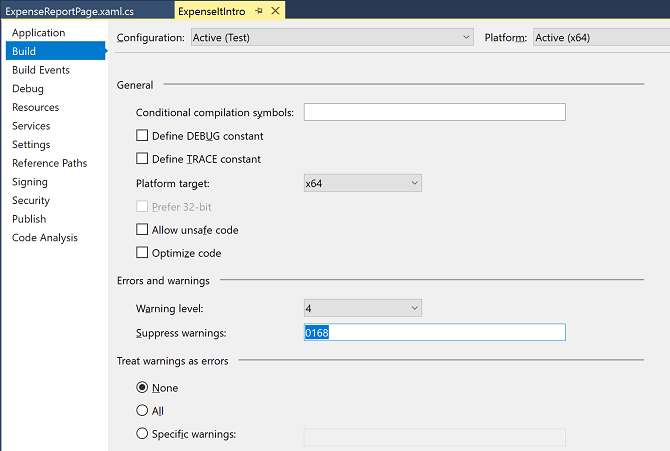 ExpenseReportPage.xaml.cs ExpenseItIntro
Application
Build
Build Events
Debug
Resources
Services
Settings
Reference Paths
Signing
Security
Publish
Code Analysis
Configuration: Active (Test) Platform: Active (x64)
General
Conditional compilation symbols:
Define DEBUG constant
Define TRACE constant
Platform target: x64
Prefer 32-bit
Allow unsafe code
Optimize code
Errors and warnings
Warning level: 4
Suppress warnings: 0168
Treat warnings as errors
None
All
Specific warnings: